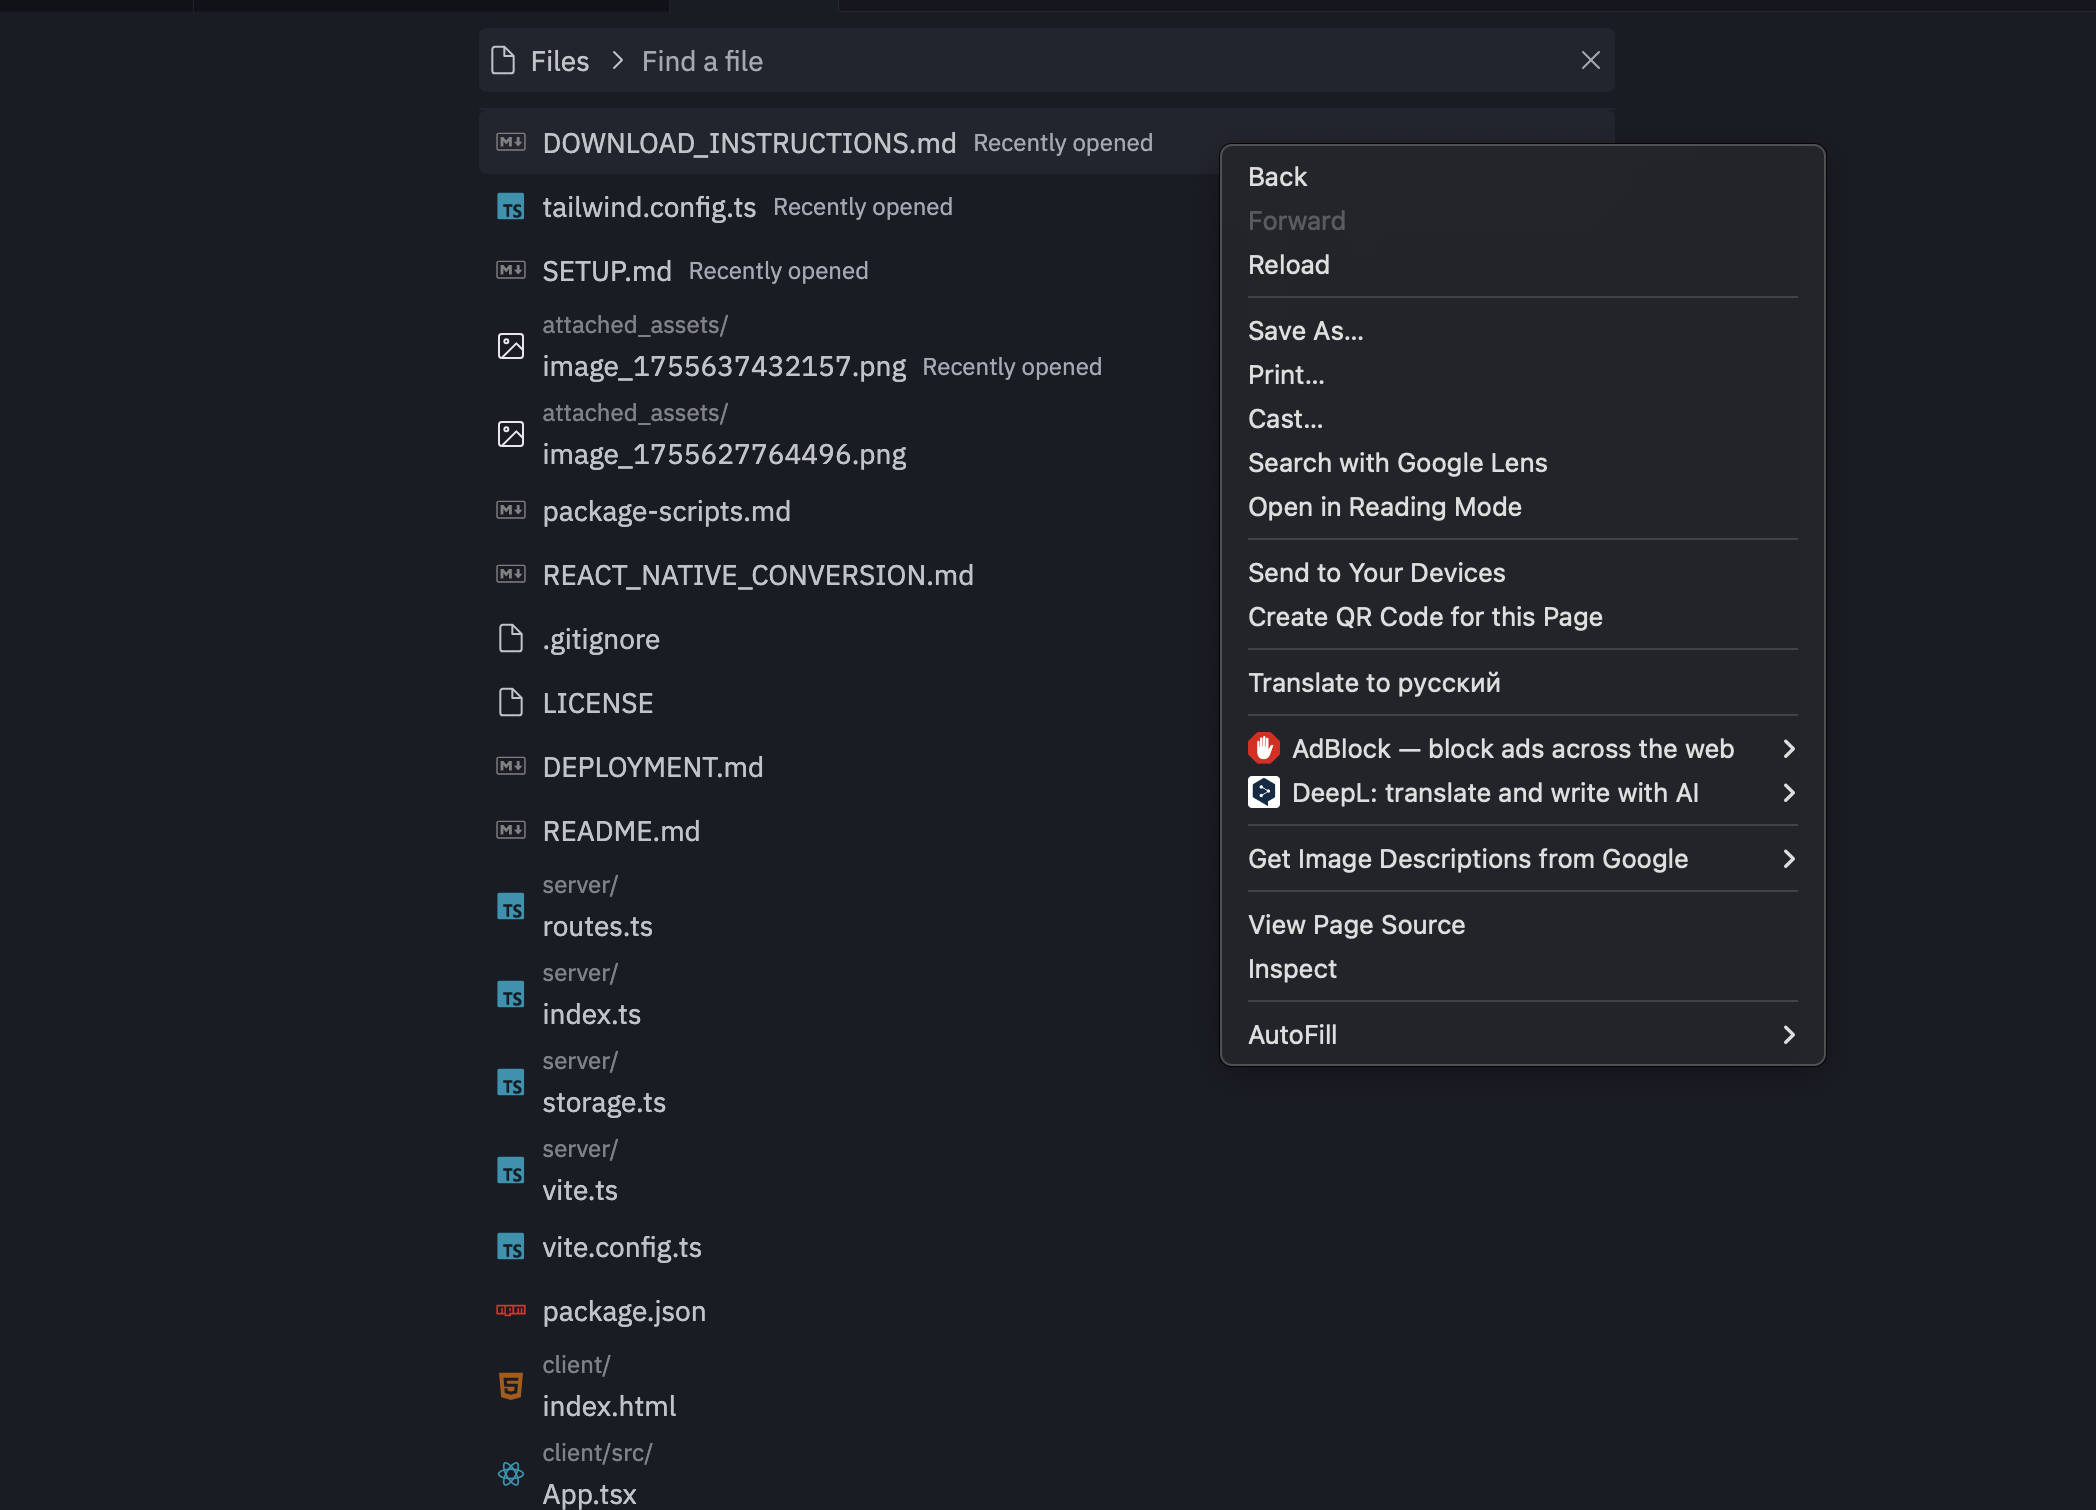 Files > Find a file
DOWNLOAD_INSTRUCTIONS.md Recently opened
tailwind.config.ts Recently opened
SETUP.md Recently opened
attached_assets/
image_1755637432157.png Recently opened
attached_assets/
image_1755627764496.png
package-scripts.md
REACT_NATIVE_CONVERSION.md
.gitignore
LICENSE
DEPLOYMENT.md
README.md
server/
TS routes.ts
server/
TS index.ts
server/
TS storage.ts
server/
TS vite.ts
TS vite.config.ts
package.json
client/
index.html
client/src/
App.tsx
Back
Forward
Reload
Save As...
Print...
Cast...
Search with Google Lens
Open in Reading Mode
Send to Your Devices
Create QR Code for this Page
Translate to русский
AdBlock — block ads across the web
DeepL: translate and write with AI
Get Image Descriptions from Google
View Page Source
Inspect
AutoFill